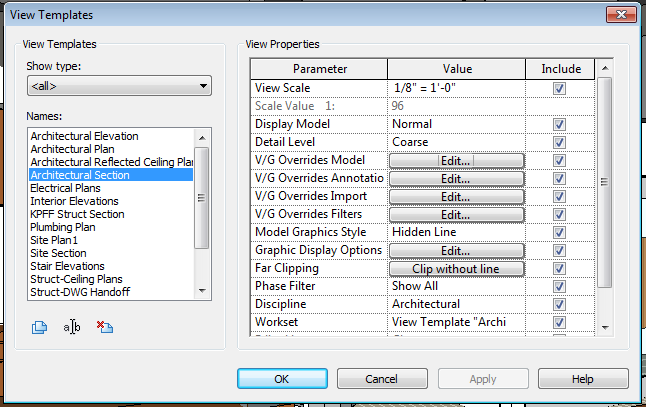 View Templates
View Templates
Show type:
<all>
Names:
Architectural Elevation
Architectural Plan
Architectural Reflected Ceiling Plan
Architectural Section
Electrical Plans
Interior Elevations
KPFF Struct Section
Plumbing Plan
Site Plan1
Site Section
Stair Elevations
Struct-Ceiling Plans
Struct-DWG Handoff
a b
View Properties
Parameter Value Include
View Scale 1/8" = 1'-0"
Scale Value 1: 96
Display Model Normal
Detail Level Coarse
V/G Overrides Model Edit...
V/G Overrides Annotatio Edit...
V/G Overrides Import Edit...
V/G Overrides Filters Edit...
Model Graphics Style Hidden Line
Graphic Display Options Edit...
Far Clipping Clip without line
Phase Filter Show All
Discipline Architectural
Workset View Template "Archi
OK Cancel Apply Help